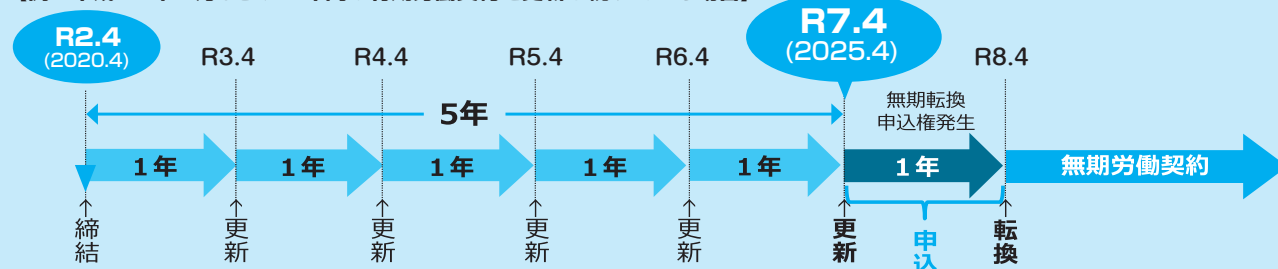 R2.4
(2020.4)
R3.4
R4.4
R5.4
R6.4
R7.4
(2025.4)
R8.4
5年
無期転換
申込権発生
1年
1年
1年
1年
1年
1年
無期労働契約
↑締結
↑更新
↑更新
↑更新
↑更新
↑更新
申込
↑転換